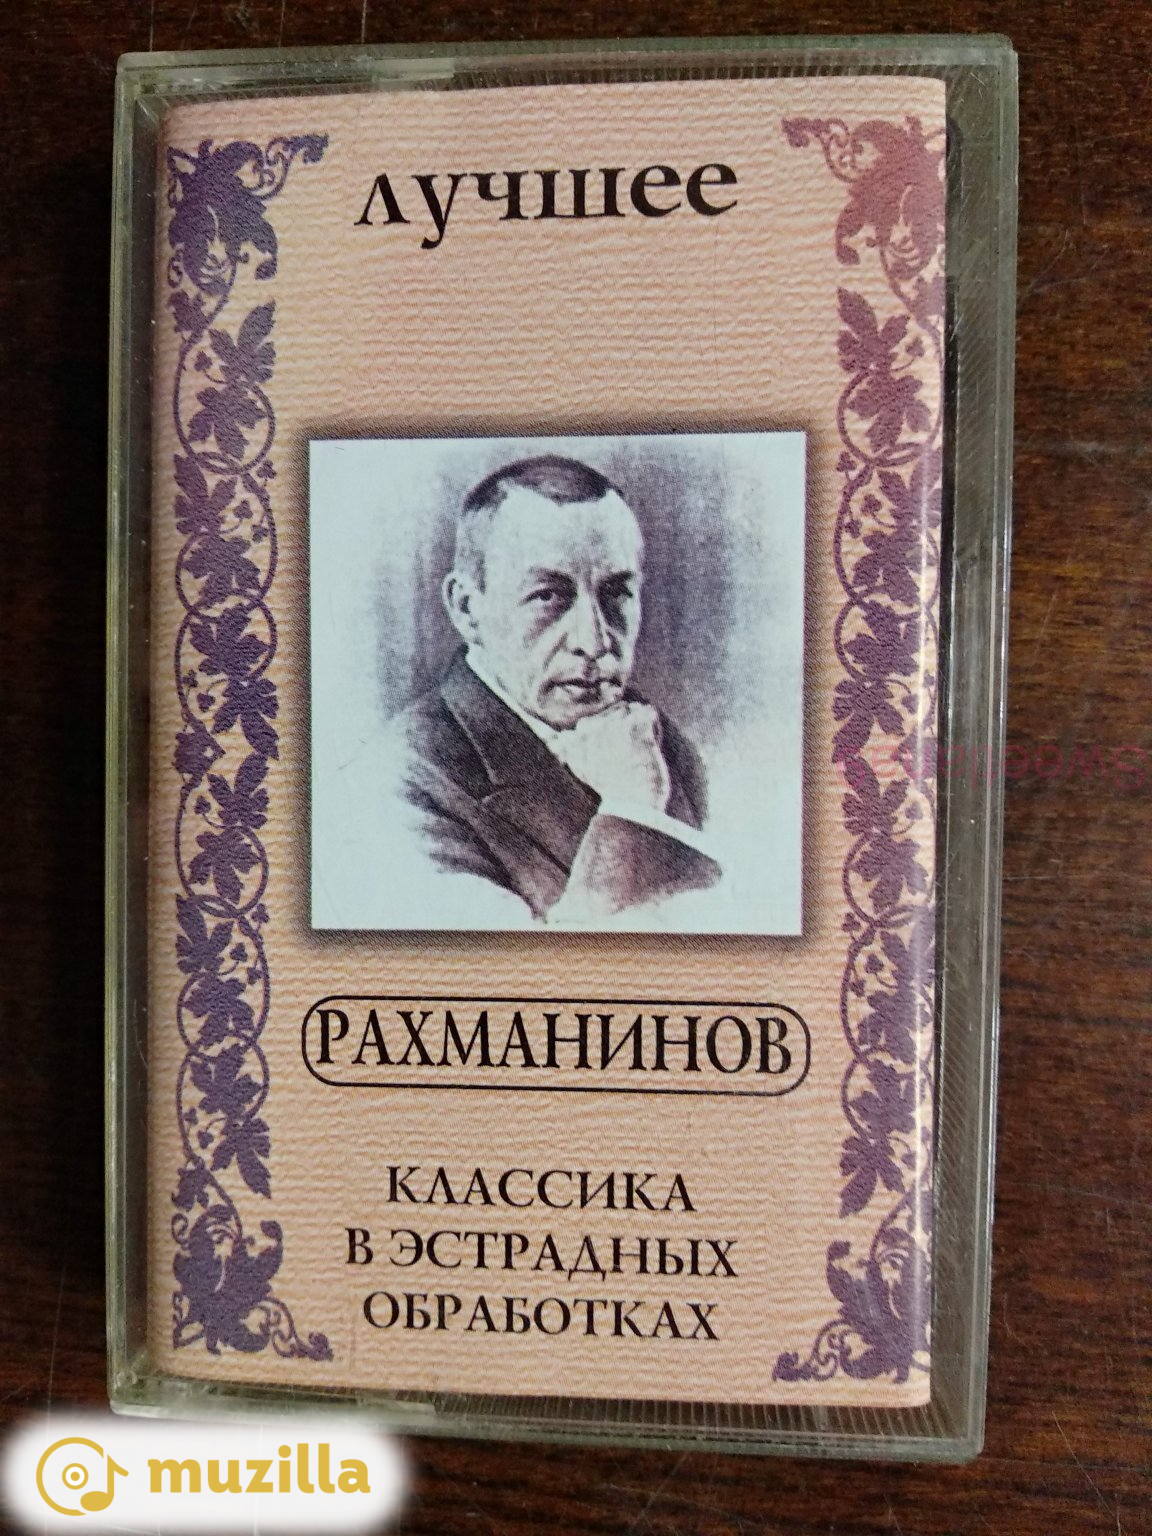 лучшее
РАХМАНИНОВ
КЛАССИКА
В ЭСТРАДНЫХ
ОБРАБОТКАХ
muzilla